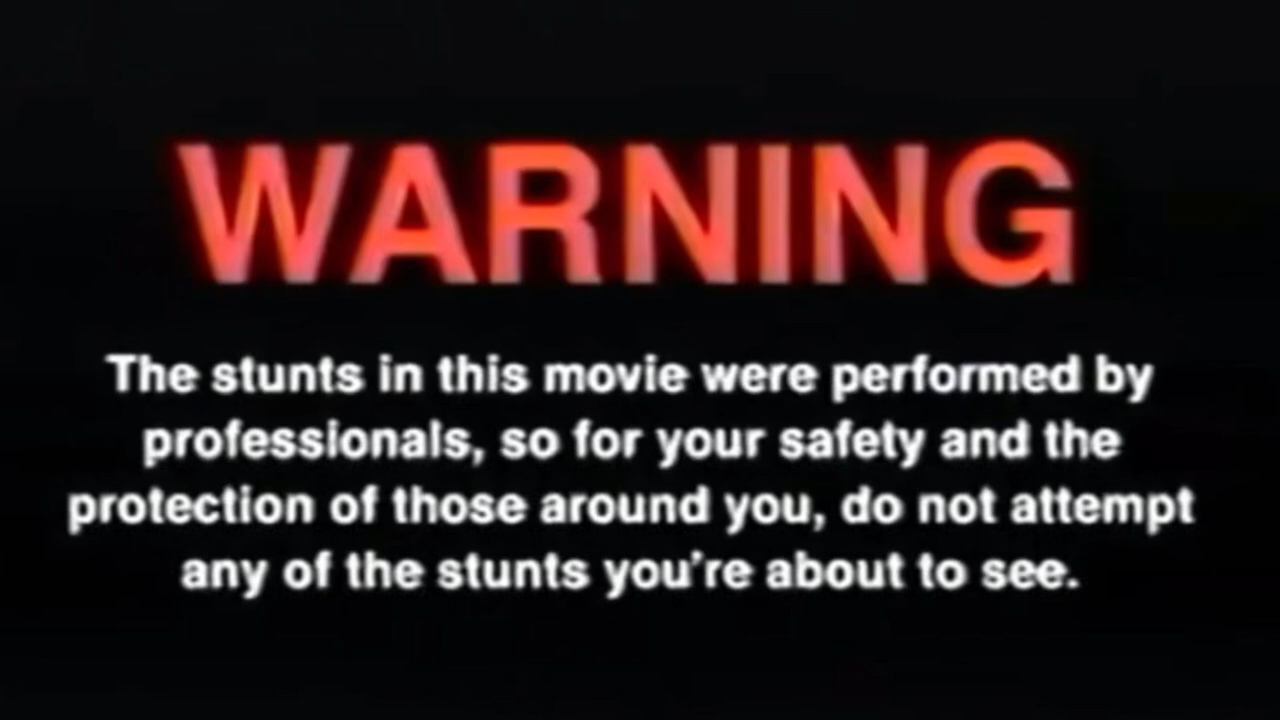 WARNING
The stunts in this movie were performed by
professionals, so for your safety and the
protection of those around you, do not attempt
any of the stunts you're about to see.